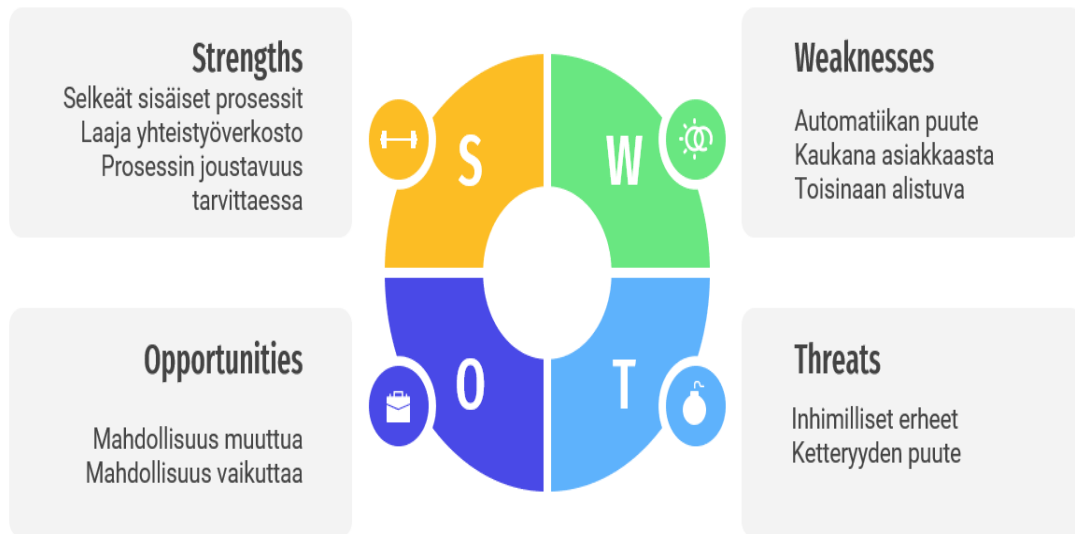 Strengths
Selkeät sisäiset prosessit
Laaja yhteistyöverkosto
Prosessin joustavuus
tarvittaessa
Weaknesses
Automatiikan puute
Kaukana asiakkaasta
Toisinaan alistuva
S
W
O
T
Opportunities
Mahdollisuus muuttua
Mahdollisuus vaikuttaa
Threats
Inhimilliset erheet
Ketteryyden puute